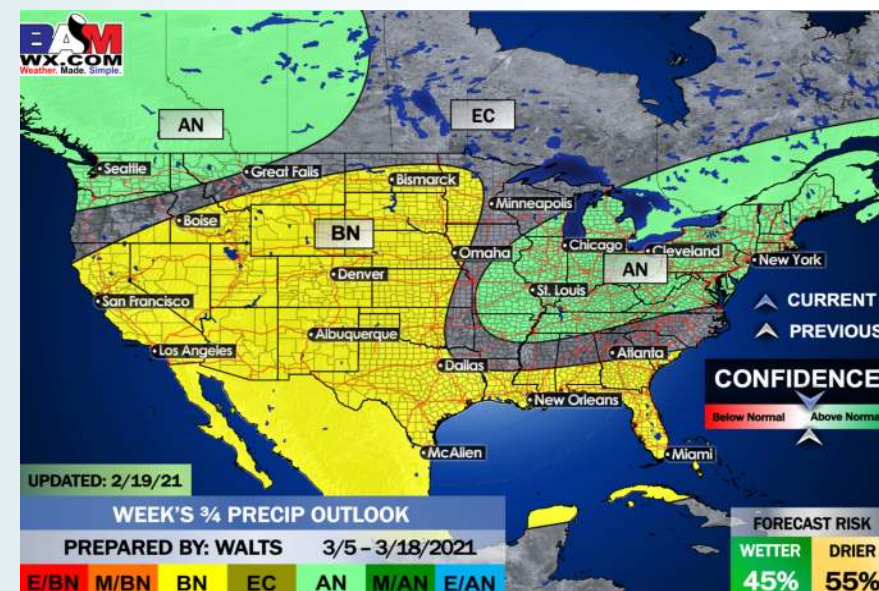 BAM
WX.COM
Weather. Made. Simple.
AN
EC
Seattle
Great Falls
Bismarck
Minneapolis
Boise
BN
Omaha
Chicago
Cleveland
New York
AN
Denver
St. Louis
San Francisco
CURRENT
PREVIOUS
Albuquerque
Los Angeles
Atlanta
Dallas
CONFIDENCE
Below Normal
Above Norma
New Orleans
McAllen
Miami
UPDATED: 2/19/21
WEEK'S ¾ PRECIP OUTLOOK
PREPARED BY: WALTS 3/5 – 3/18/2021
E/BN M/BN BN EC AN M/AN E/AN
FORECAST RISK
WETTER DRIER
45% 55%